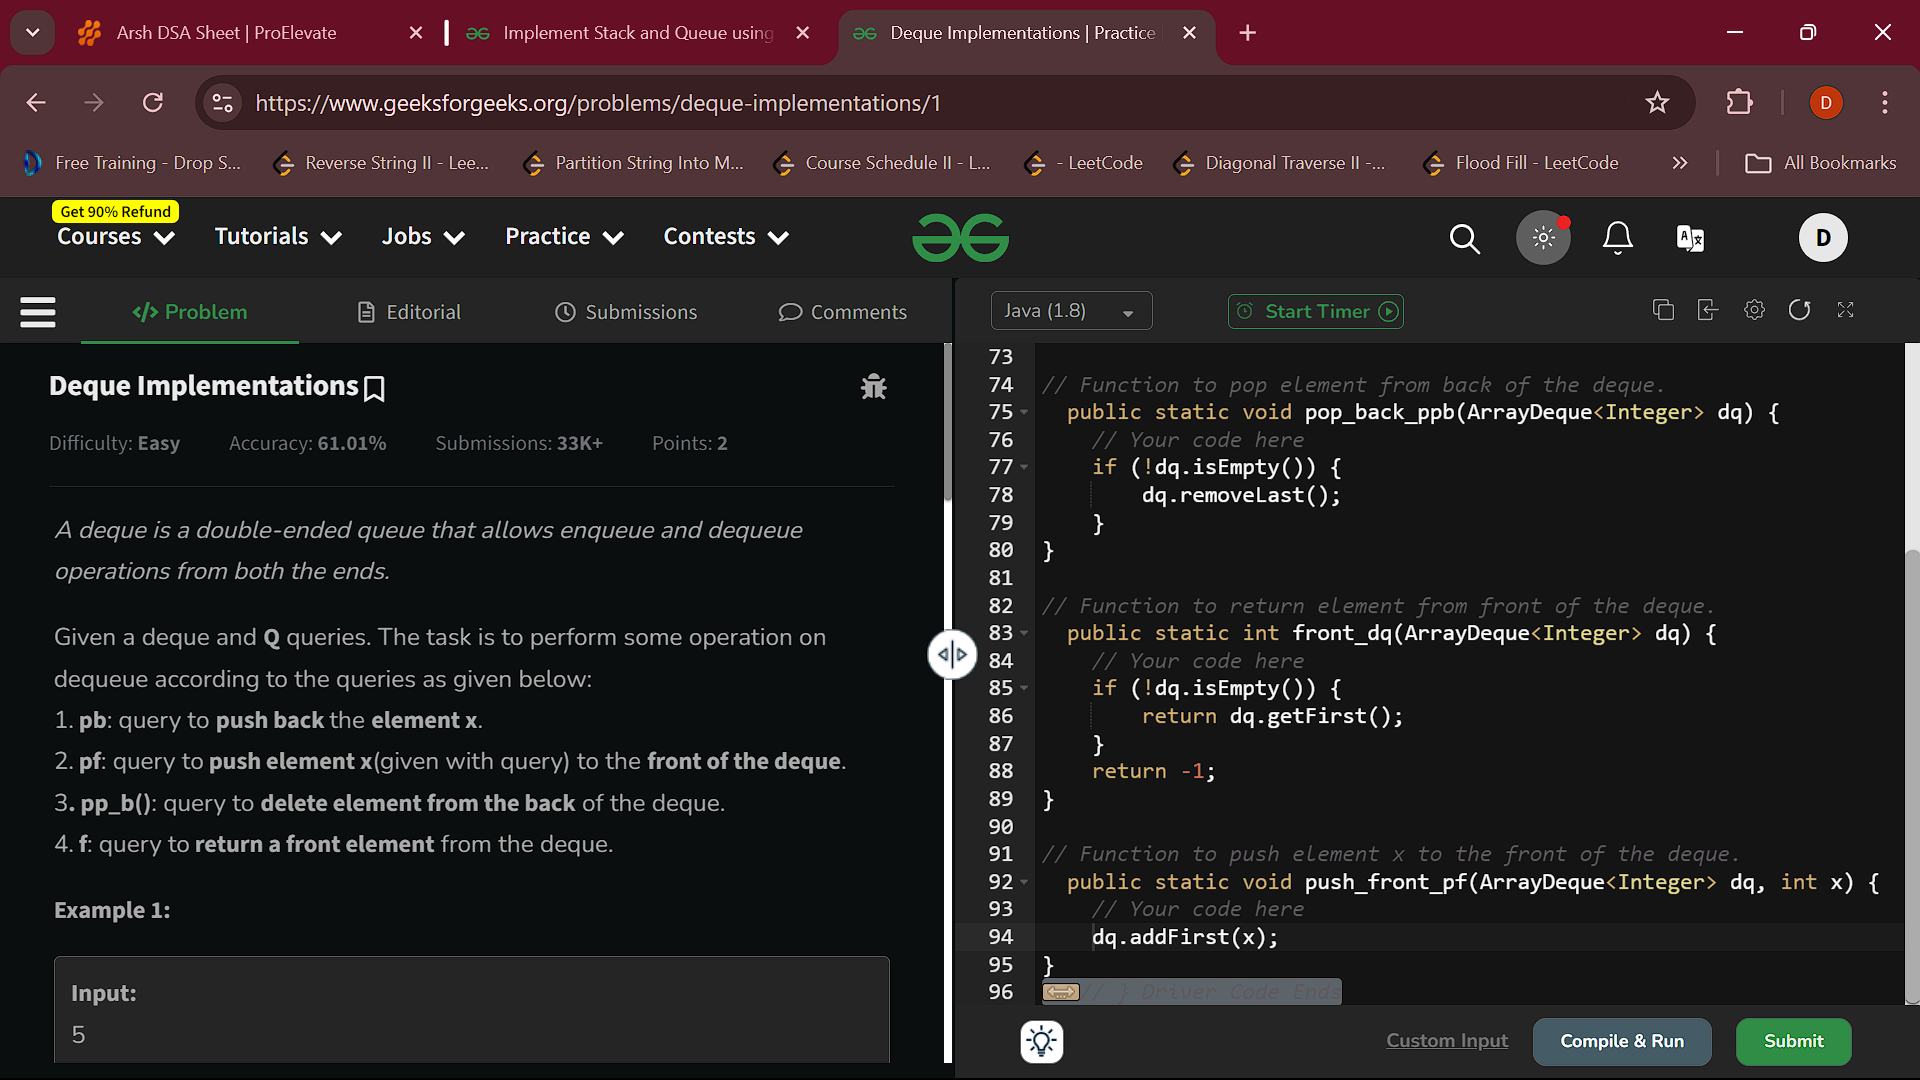 Arsh DSA Sheet | ProElevate
Implement Stack and Queue using
Deque Implementations | Practice
https://www.geeksforgeeks.org/problems/deque-implementations/1
D
Free Training - Drop S...
Reverse String II - Lee...
Partition String Into M...
Course Schedule II - L...
- LeetCode
Diagonal Traverse II -...
Flood Fill - LeetCode
All Bookmarks
Get 90% Refund
Courses
Tutorials
Jobs
Practice
Contests
D
</> Problem
Editorial
Submissions
Comments
Java (1.8)
Start Timer
Deque Implementations
Difficulty: Easy
Accuracy: 61.01%
Submissions: 33K+
Points: 2
A deque is a double-ended queue that allows enqueue and dequeue
operations from both the ends.
Given a deque and Q queries. The task is to perform some operation on
dequeue according to the queries as given below:
1. pb: query to push back the element x.
2. pf: query to push element x(given with query) to the front of the deque.
3. pp_b(): query to delete element from the back of the deque.
4. f: query to return a front element from the deque.
Example 1:
Input:
5
73
74 // Function to pop element from back of the deque.
75 public static void pop_back_ppb(ArrayDeque<Integer> dq) {
76 // Your code here
77 if (!dq.isEmpty()) {
78 dq.removeLast();
79 }
80 }
81
82 // Function to return element from front of the deque.
83 public static int front_dq(ArrayDeque<Integer> dq) {
84 // Your code here
85 if (!dq.isEmpty()) {
86 return dq.getFirst();
87 }
88 return -1;
89 }
90
91 // Function to push element x to the front of the deque.
92 public static void push_front_pf(ArrayDeque<Integer> dq, int x) {
93 // Your code here
94 dq.addFirst(x);
95 }
96 // } Driver Code Ends
Custom Input
Compile & Run
Submit